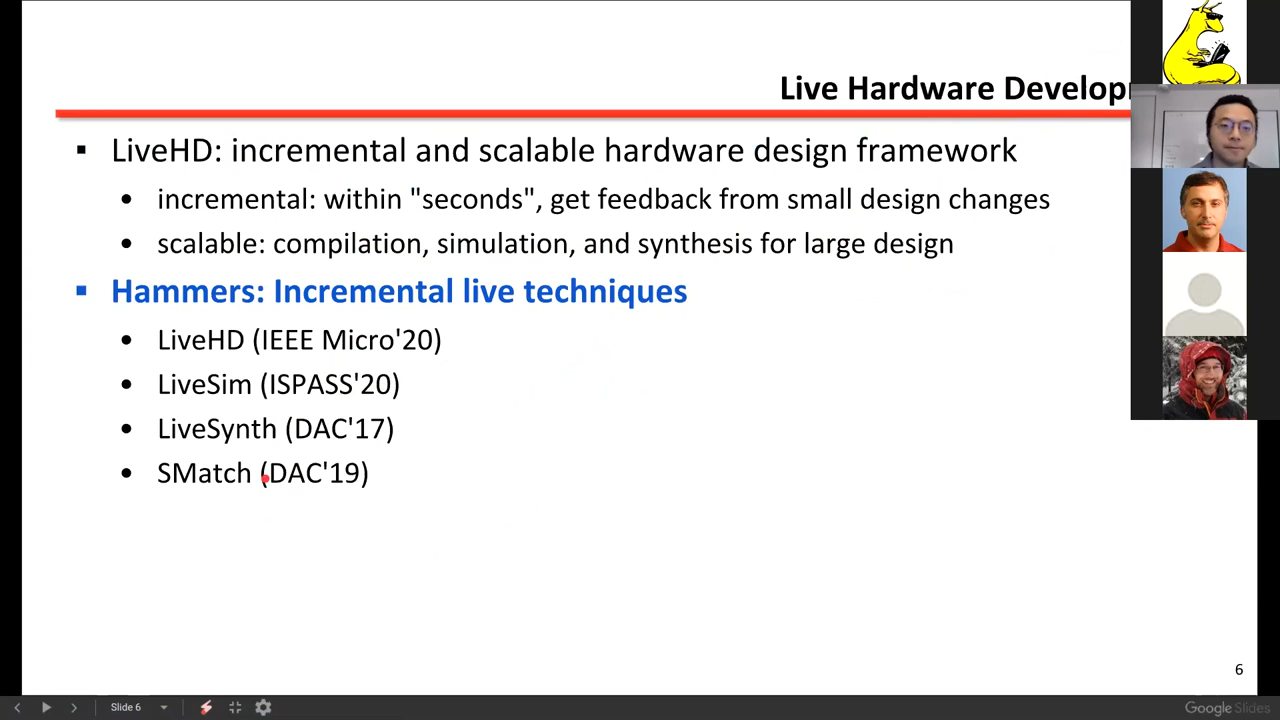 Live Hardware Develop
▪ LiveHD: incremental and scalable hardware design framework
• incremental: within "seconds", get feedback from small design changes
• scalable: compilation, simulation, and synthesis for large design
▪ Hammers: Incremental live techniques
• LiveHD (IEEE Micro'20)
• LiveSim (ISPASS'20)
• LiveSynth (DAC'17)
• SMatch (DAC'19)
6
Slide 6
Google Slides